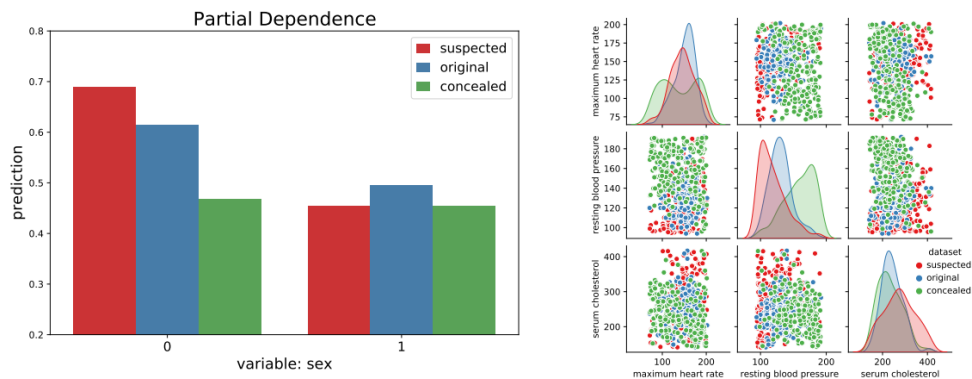 Partial Dependence
0.8
0.7
0.6
0.5
0.4
0.3
0.2
prediction
suspected
original
concealed
0 1
variable: sex
maximum heart rate
200
175
150
125
100
75
resting blood pressure
180
160
140
120
100
serum cholesterol
400
300
200
100 200
maximum heart rate
100 200
resting blood pressure
200 400
serum cholesterol
dataset
suspected
original
concealed